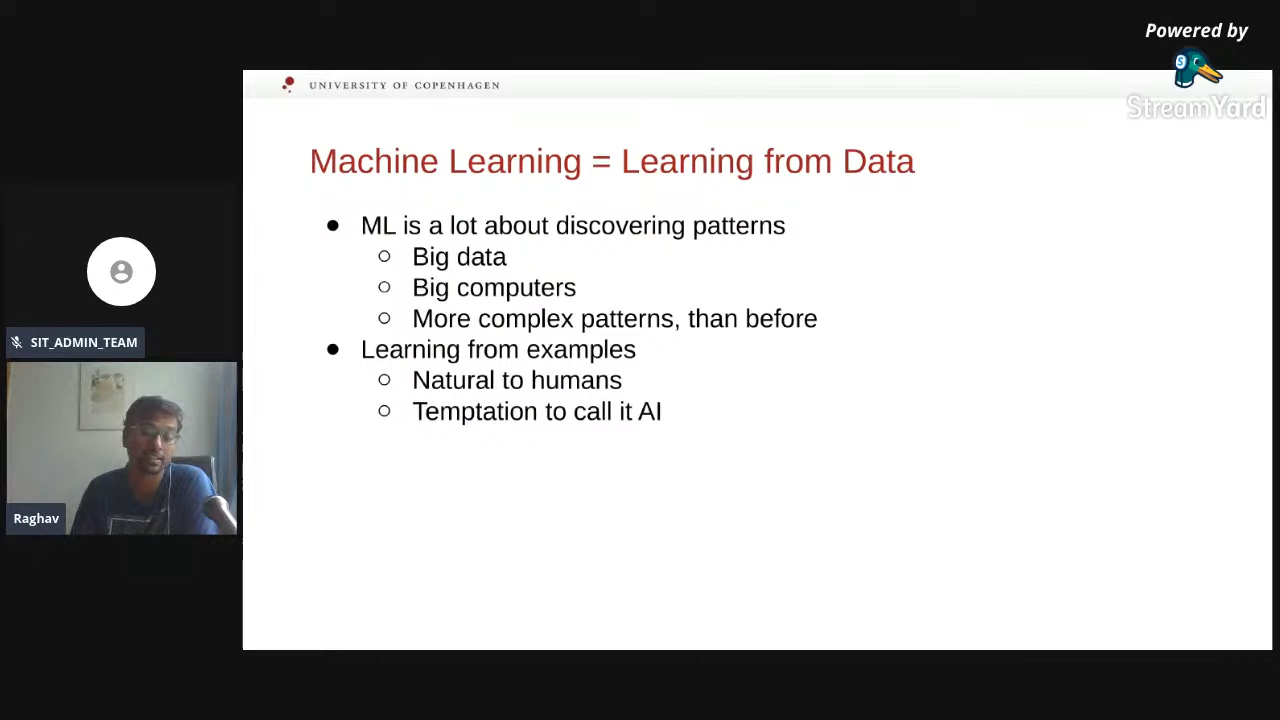 Powered by
StreamYard
UNIVERSITY OF COPENHAGEN
Machine Learning = Learning from Data
● ML is a lot about discovering patterns
○ Big data
○ Big computers
○ More complex patterns, than before
● Learning from examples
○ Natural to humans
○ Temptation to call it AI
SIT_ADMIN_TEAM
Raghav